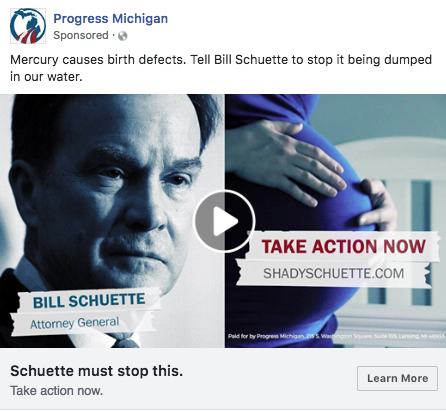 Progress Michigan
Sponsored ·
Mercury causes birth defects. Tell Bill Schuette to stop it being dumped
in our water.
BILL SCHUETTE
Attorney General
TAKE ACTION NOW
SHADYSCHUETTE.COM
Paid for by Progress Michigan, 215 S. Washington Square, Suite 135, Lansing, MI 48933
Schuette must stop this.
Take action now.
Learn More